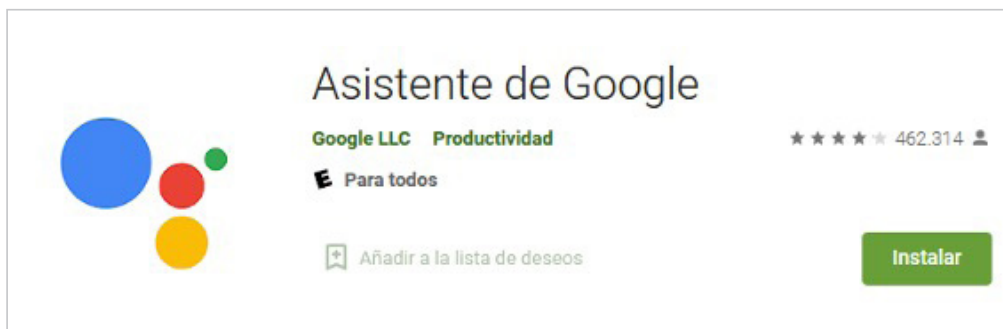 Asistente de Google
Google LLC Productividad 462.314
E Para todos
Añadir a la lista de deseos Instalar